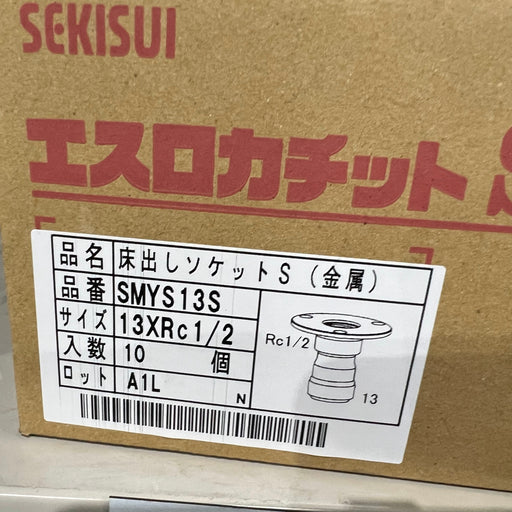 SEKISUI
エスロカチット S
品名 床出しソケットS (金属)
品番 SMYS13S
サイズ 13XRc1/2
入数 10 個
ロット A1L N
Rc1/2
13